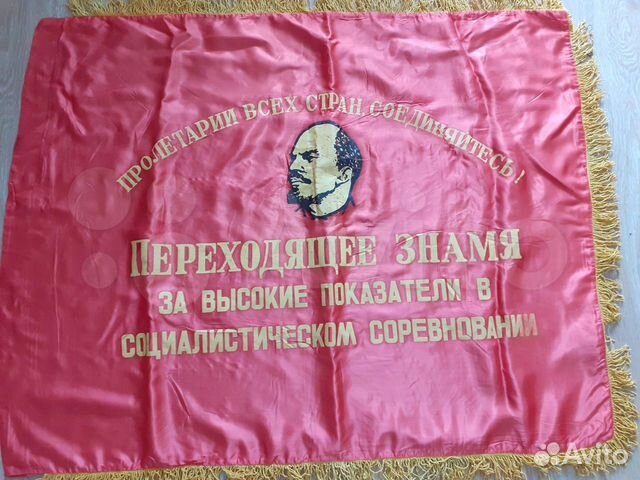 ПРОЛЕТАРИИ ВСЕХ СТРАН, СОЕДИНЯЙТЕСЬ!
ПЕРЕХОДЯЩЕЕ ЗНАМЯ
ЗА ВЫСОКИЕ ПОКАЗАТЕЛИ В
СОЦИАЛИСТИЧЕСКОМ СОРЕВНОВАНИИ
Avito